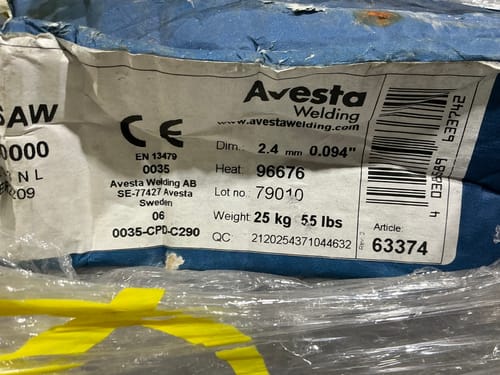 SAW
0000
R N L
209
CE
EN 13479
0035
Avesta Welding AB
SE-77427 Avesta
Sweden
06
0035-CPD-C290
Avesta
Welding
www.avestawelding.com
Dim.: 2.4 mm 0.094"
Heat: 96676
Lot no.: 79010
Weight: 25 kg 55 lbs
QC 2120254371044632
Article:
63374